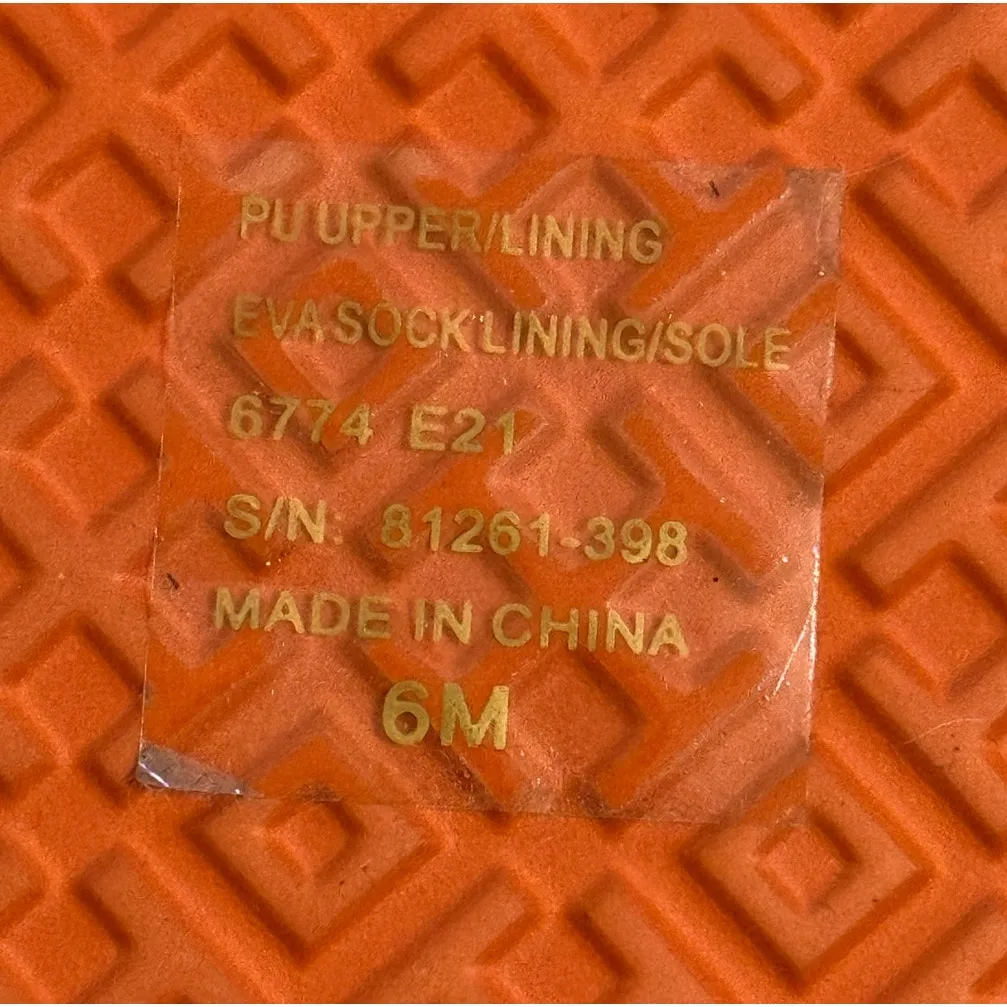 PU UPPER/LINING
EVA SOCK LINING/SOLE
6774 E21
S/N: 81261-398
MADE IN CHINA
6M